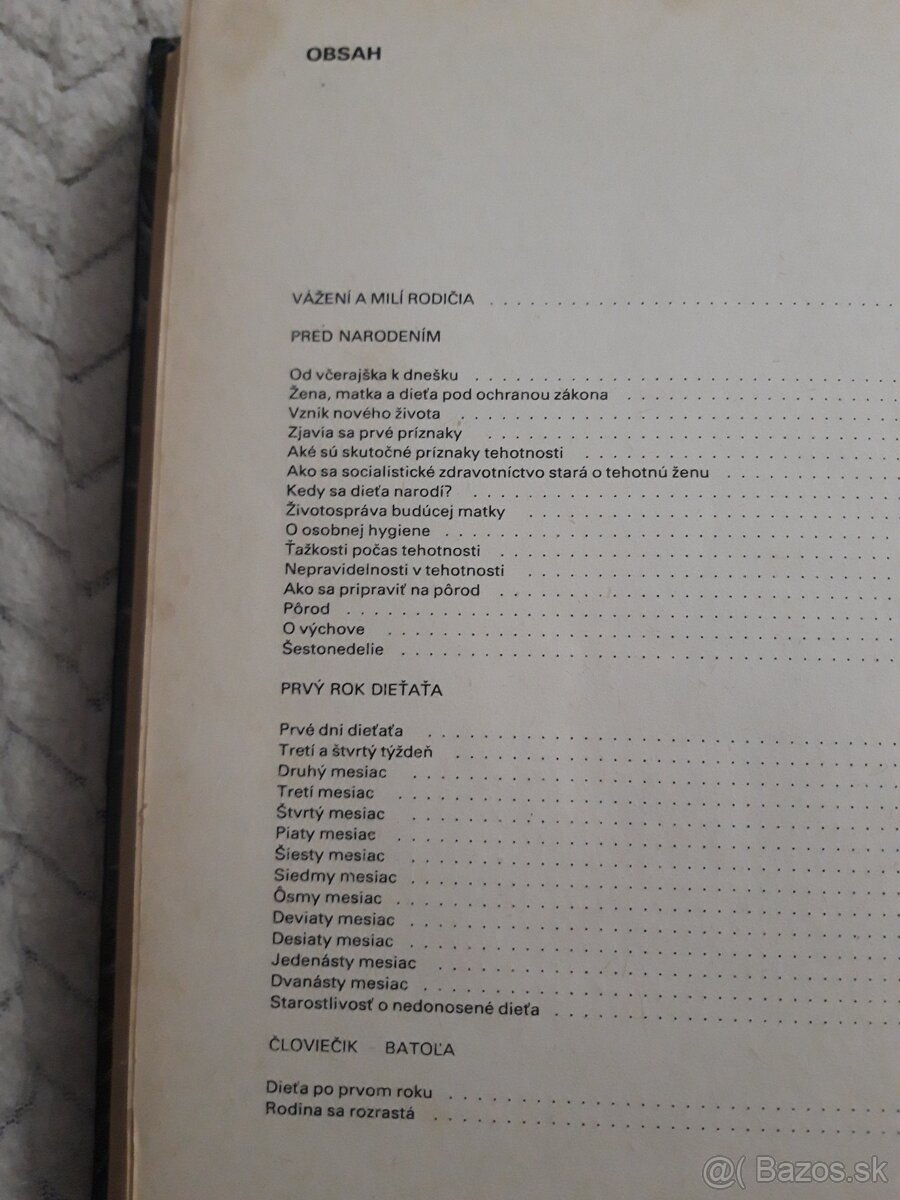 OBSAH
VÁŽENÍ A MILÍ RODIČIA
PRED NARODENÍM
Od včerajška k dnešku
Žena, matka a dieťa pod ochranou zákona
Vznik nového života
Zjavia sa prvé príznaky
Aké sú skutočné príznaky tehotnosti
Ako sa socialistické zdravotníctvo stará o tehotnú ženu
Kedy sa dieťa narodí?
Životospráva budúcej matky
O osobnej hygiene
Ťažkosti počas tehotnosti
Nepravidelnosti v tehotnosti
Ako sa pripraviť na pôrod
Pôrod
O výchove
Šestonedelie
PRVÝ ROK DIEŤAŤA
Prvé dni dieťaťa
Tretí a štvrtý týždeň
Druhý mesiac
Tretí mesiac
Štvrtý mesiac
Piaty mesiac
Šiesty mesiac
Siedmy mesiac
Ôsmy mesiac
Deviaty mesiac
Desiaty mesiac
Jedenásty mesiac
Dvanásty mesiac
Starostlivosť o nedonosené dieťa
ČLOVIEČIK – BATOĽA
Dieťa po prvom roku
Rodina sa rozrastá
@( Bazos.sk